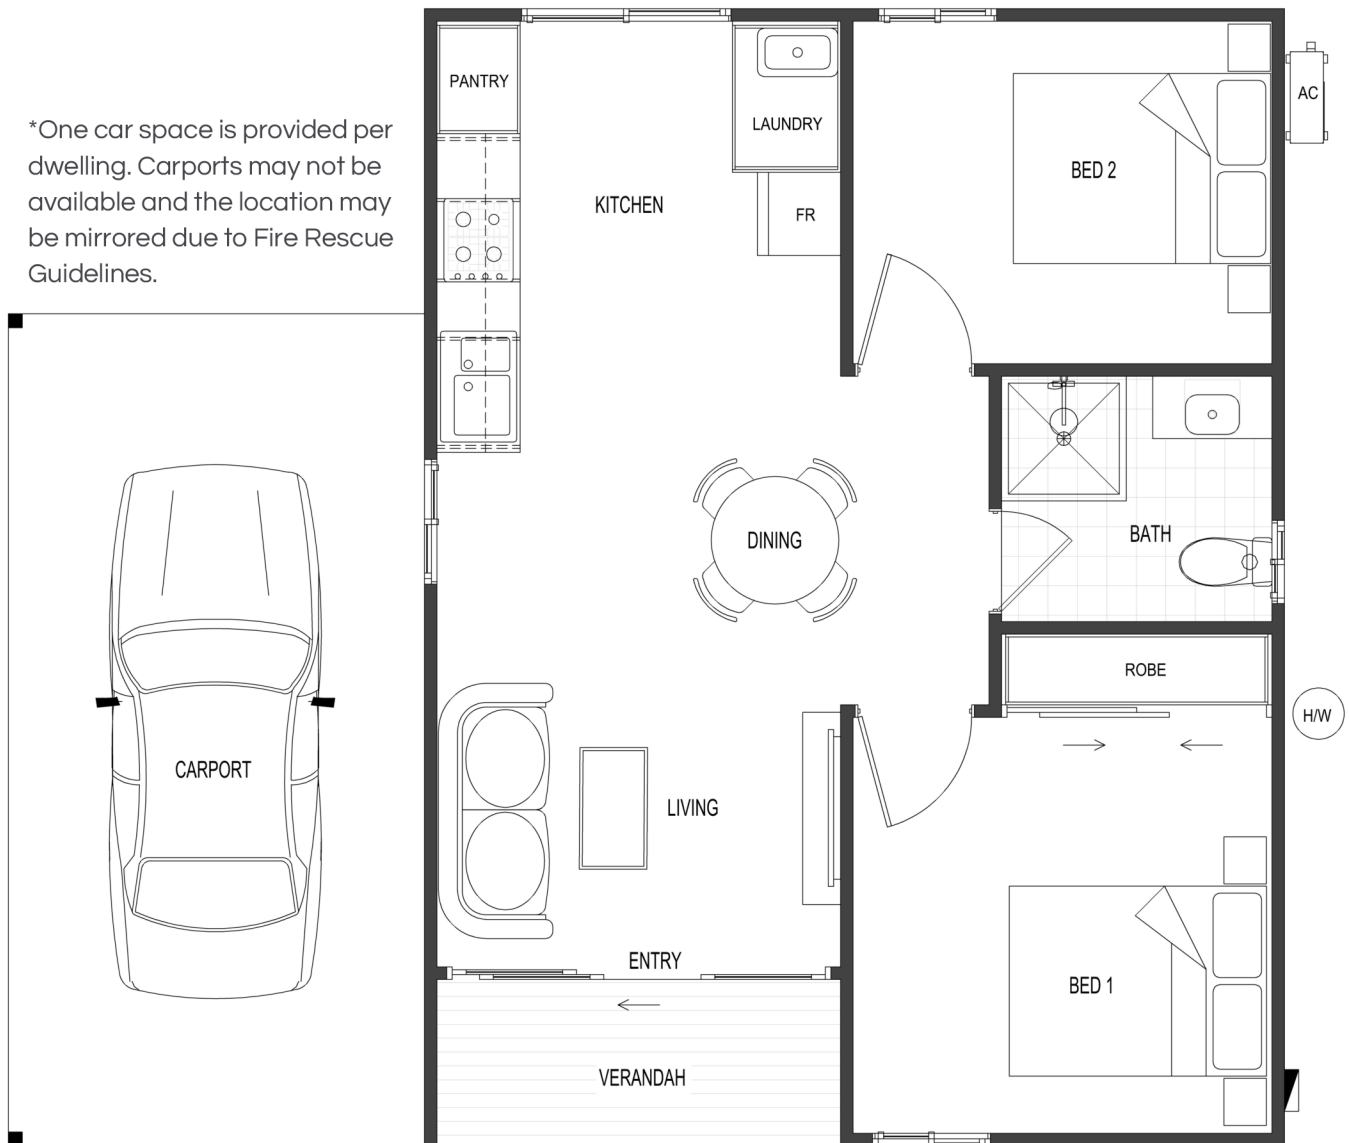 *One car space is provided per
dwelling. Carports may not be
available and the location may
be mirrored due to Fire Rescue
Guidelines.
PANTRY
LAUNDRY
AC
BED 2
KITCHEN
FR
DINING
BATH
ROBE
H/W
CARPORT
LIVING
ENTRY
BED 1
VERANDAH